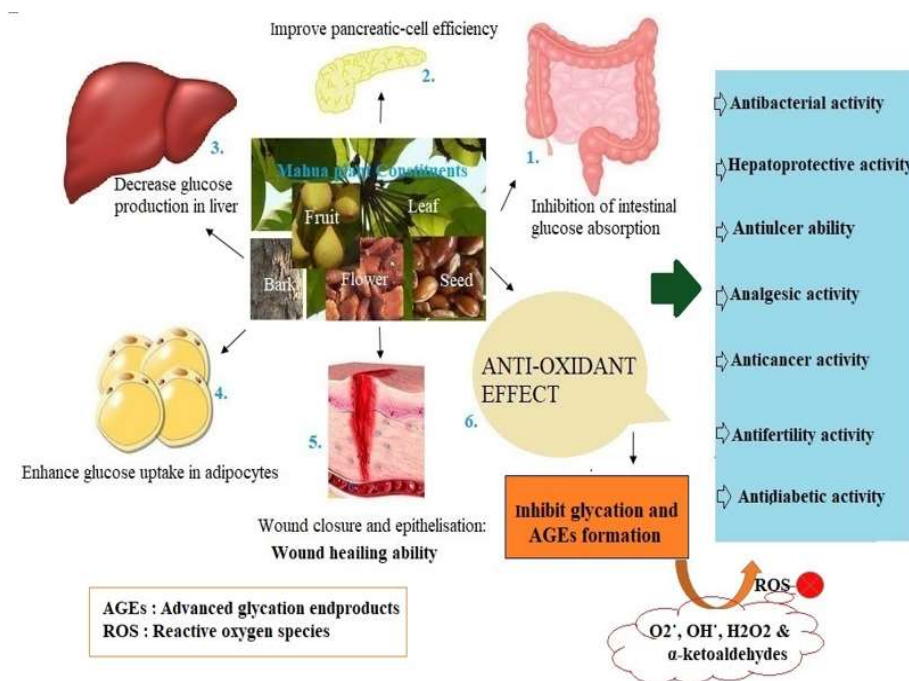 Improve pancreatic-cell efficiency
2.
3.
Decrease glucose
production in liver
Mahua plant Constituents
Fruit
Leaf
Bark
Flower
Seed
1.
Inhibition of intestinal
glucose absorption
4.
Enhance glucose uptake in adipocytes
5.
Wound closure and epithelisation:
Wound healling ability
ANTI-OXIDANT
EFFECT
6.
Inhibit glycation and
AGEs formation
ROS
O2˙, OH˙, H2O2 &
α-ketoaldehydes
Antibacterial activity
Hepatoprotective activity
Antiulcer ability
Analgesic activity
Anticancer activity
Antifertility activity
Antidiabetic activity
AGEs : Advanced glycation endproducts
ROS : Reactive oxygen species